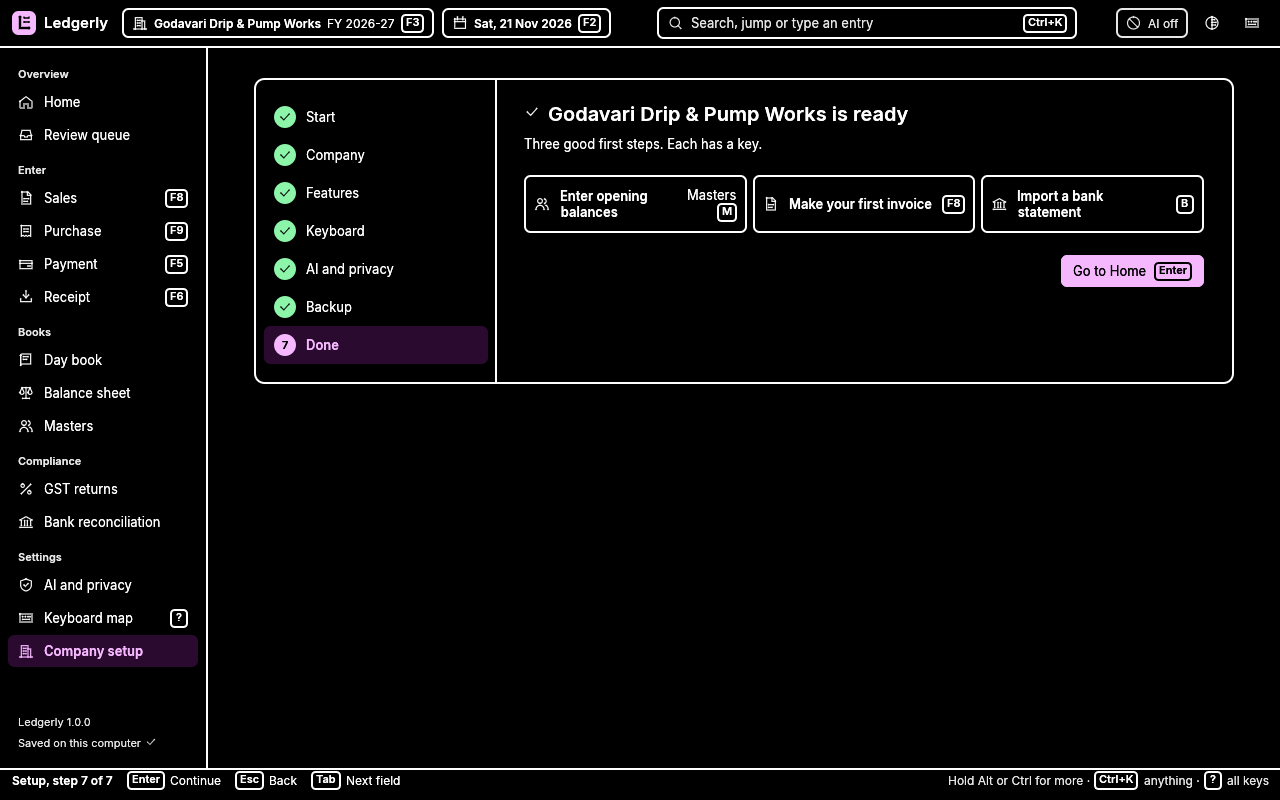 Ledgerly
Godavari Drip & Pump Works FY 2026-27 F3
Sat, 21 Nov 2026 F2
Search, jump or type an entry Ctrl+K
AI off
Overview
Home
Review queue
Enter
Sales F8
Purchase F9
Payment F5
Receipt F6
Books
Day book
Balance sheet
Masters
Compliance
GST returns
Bank reconciliation
Settings
AI and privacy
Keyboard map ?
Company setup
Ledgerly 1.0.0
Saved on this computer
Start
Company
Features
Keyboard
AI and privacy
Backup
7 Done
Godavari Drip & Pump Works is ready
Three good first steps. Each has a key.
Enter opening balances Masters M
Make your first invoice F8
Import a bank statement B
Go to Home Enter
Setup, step 7 of 7 Enter Continue Esc Back Tab Next field
Hold Alt or Ctrl for more · Ctrl+K anything · ? all keys